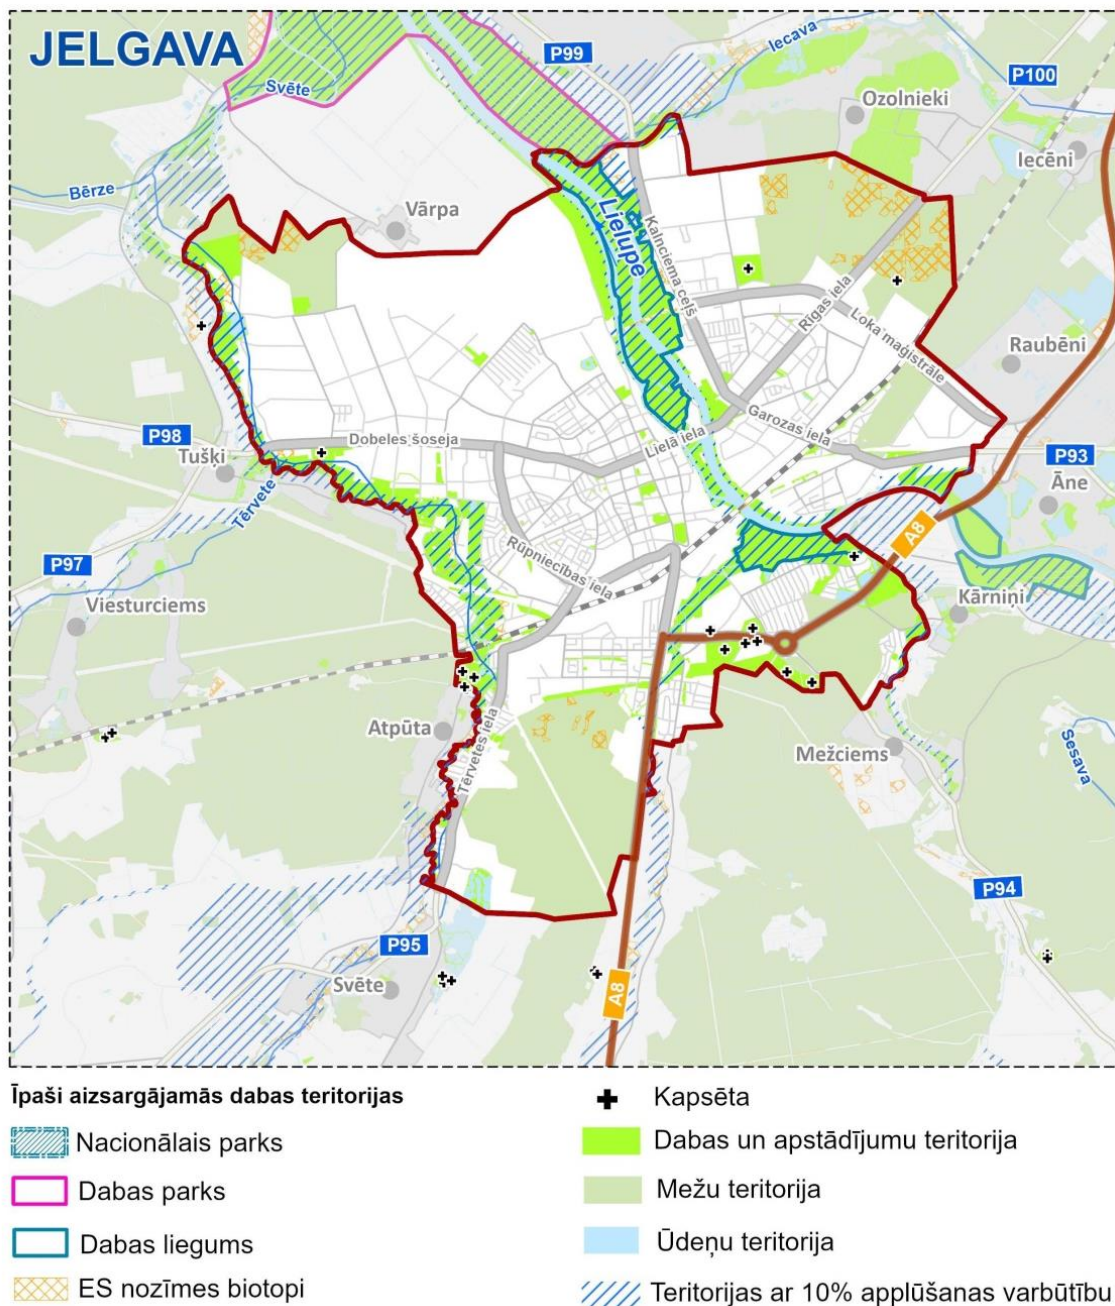 JELGAVA
P99
Iecava
P100
Svēte
Ozolnieki
Iecēni
Bērze
Vārpa
Lielupe
Kalnciema ceļš
Rīgas iela
Loka maģistrāle
Raubēni
P98
Dobeles šoseja
Lielā iela
Garozas iela
P93
Tušķi
Āne
Tērvete
A8
P97
Rūpniecības iela
Viesturciems
Kārniņi
Atpūta
Tērvetes iela
Mežciems
Sesava
P94
P95
Svēte
A8
Īpaši aizsargājamās dabas teritorijas
Nacionālais parks
Dabas parks
Dabas liegums
ES nozīmes biotopi
Kapsēta
Dabas un apstādījumu teritorija
Mežu teritorija
Ūdeņu teritorija
Teritorijas ar 10% applūšanas varbūtību